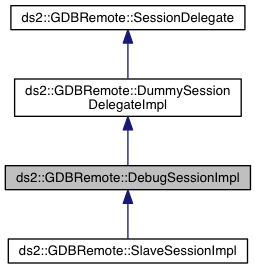 ds2::GDBRemote::SessionDelegate
ds2::GDBRemote::DummySession
DelegateImpl
ds2::GDBRemote::DebugSessionImpl
ds2::GDBRemote::SlaveSessionImpl